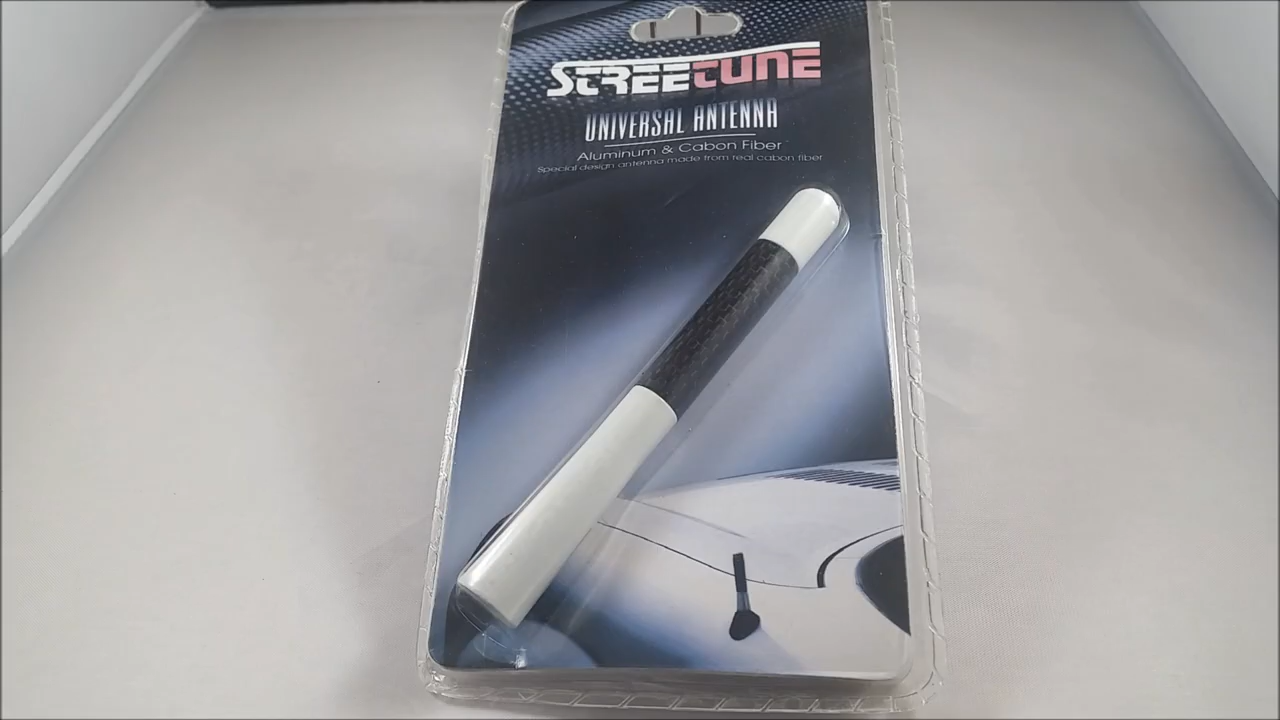 STREETUNE
UNIVERSAL ANTENNA
Aluminum & Cabon Fiber
Special design antenna made from real cabon fiber